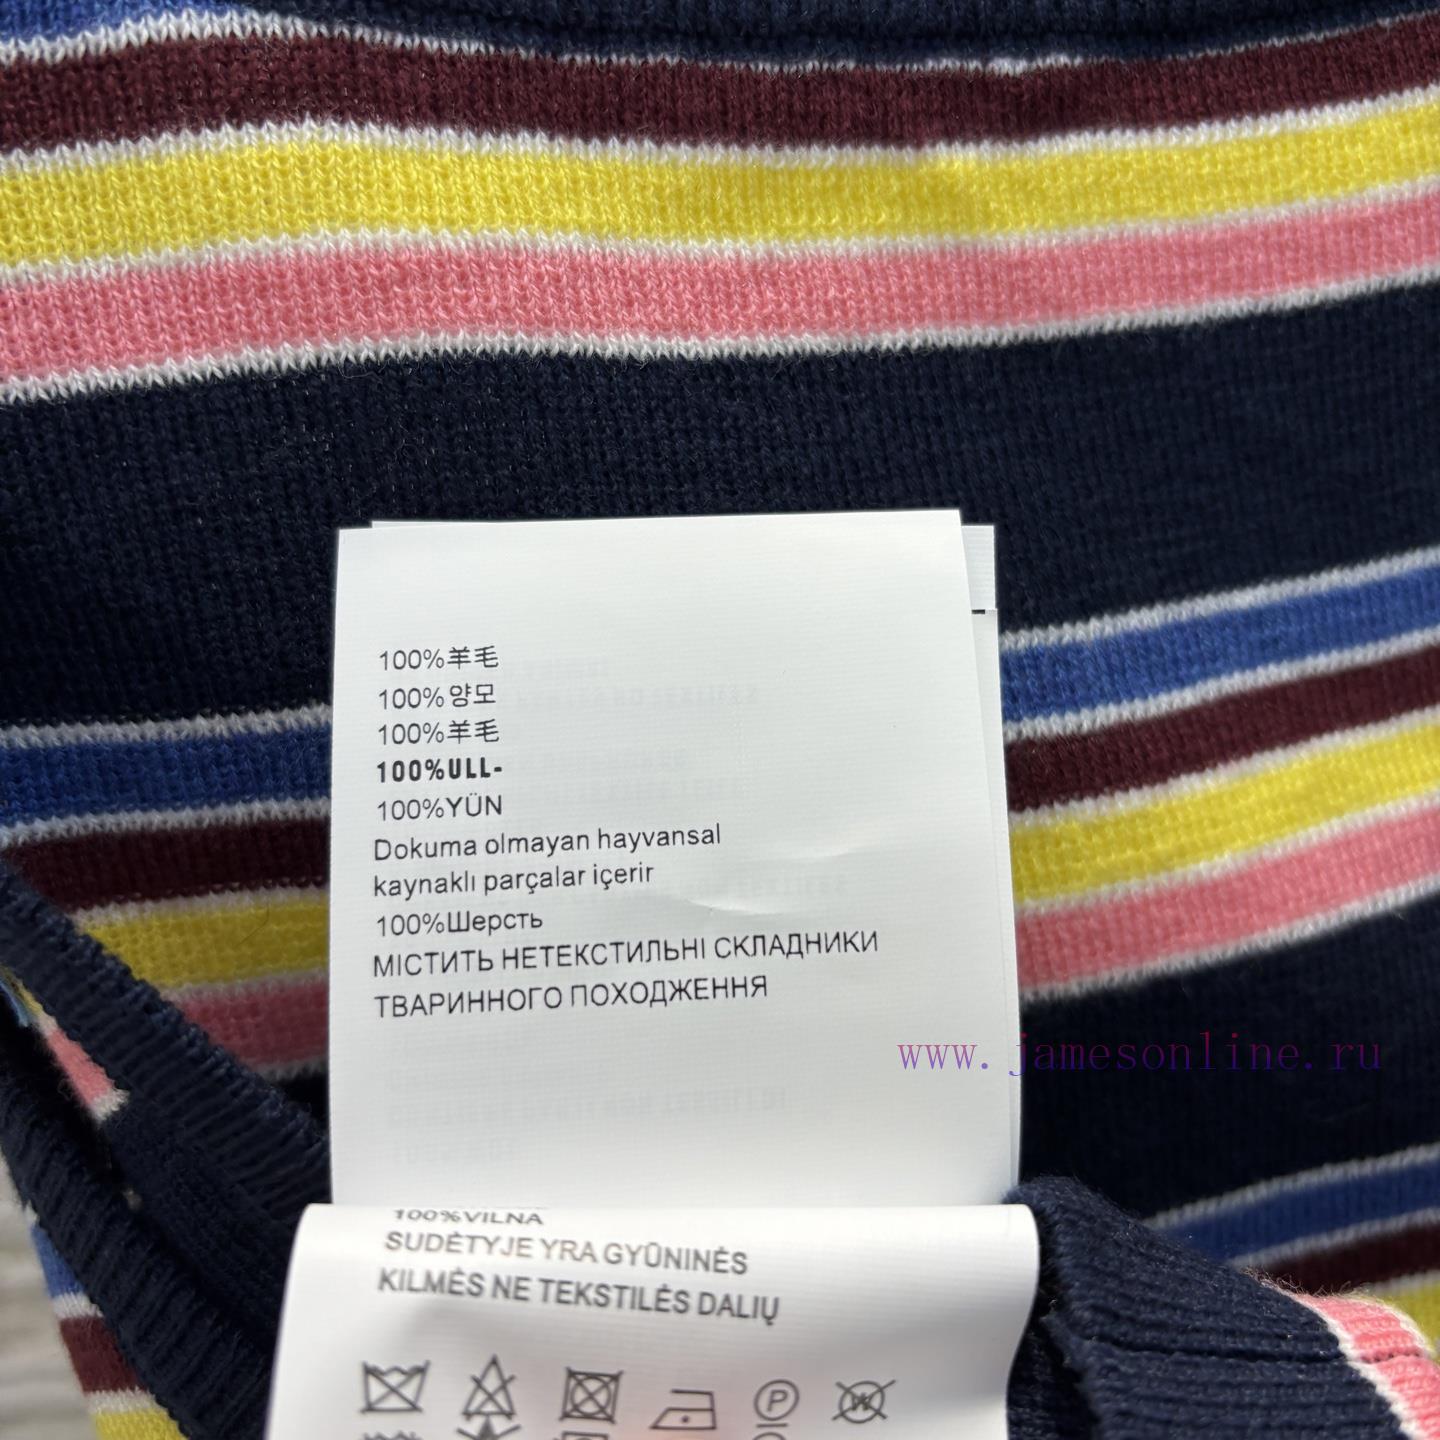 100%羊毛
100%양모
100%羊毛
100%ULL-
100%YÜN
Dokuma olmayan hayvansal
kaynaklı parçalar içerir
100%Шерсть
МІСТИТЬ НЕТЕКСТИЛЬНІ СКЛАДНИКИ
ТВАРИННОГО ПОХОДЖЕННЯ
www.jamesonline.ru
100%VILNA
SUDĖTYJE YRA GYŪNINĖS
KILMĖS NE TEKSTILĖS DALIŲ
P
W